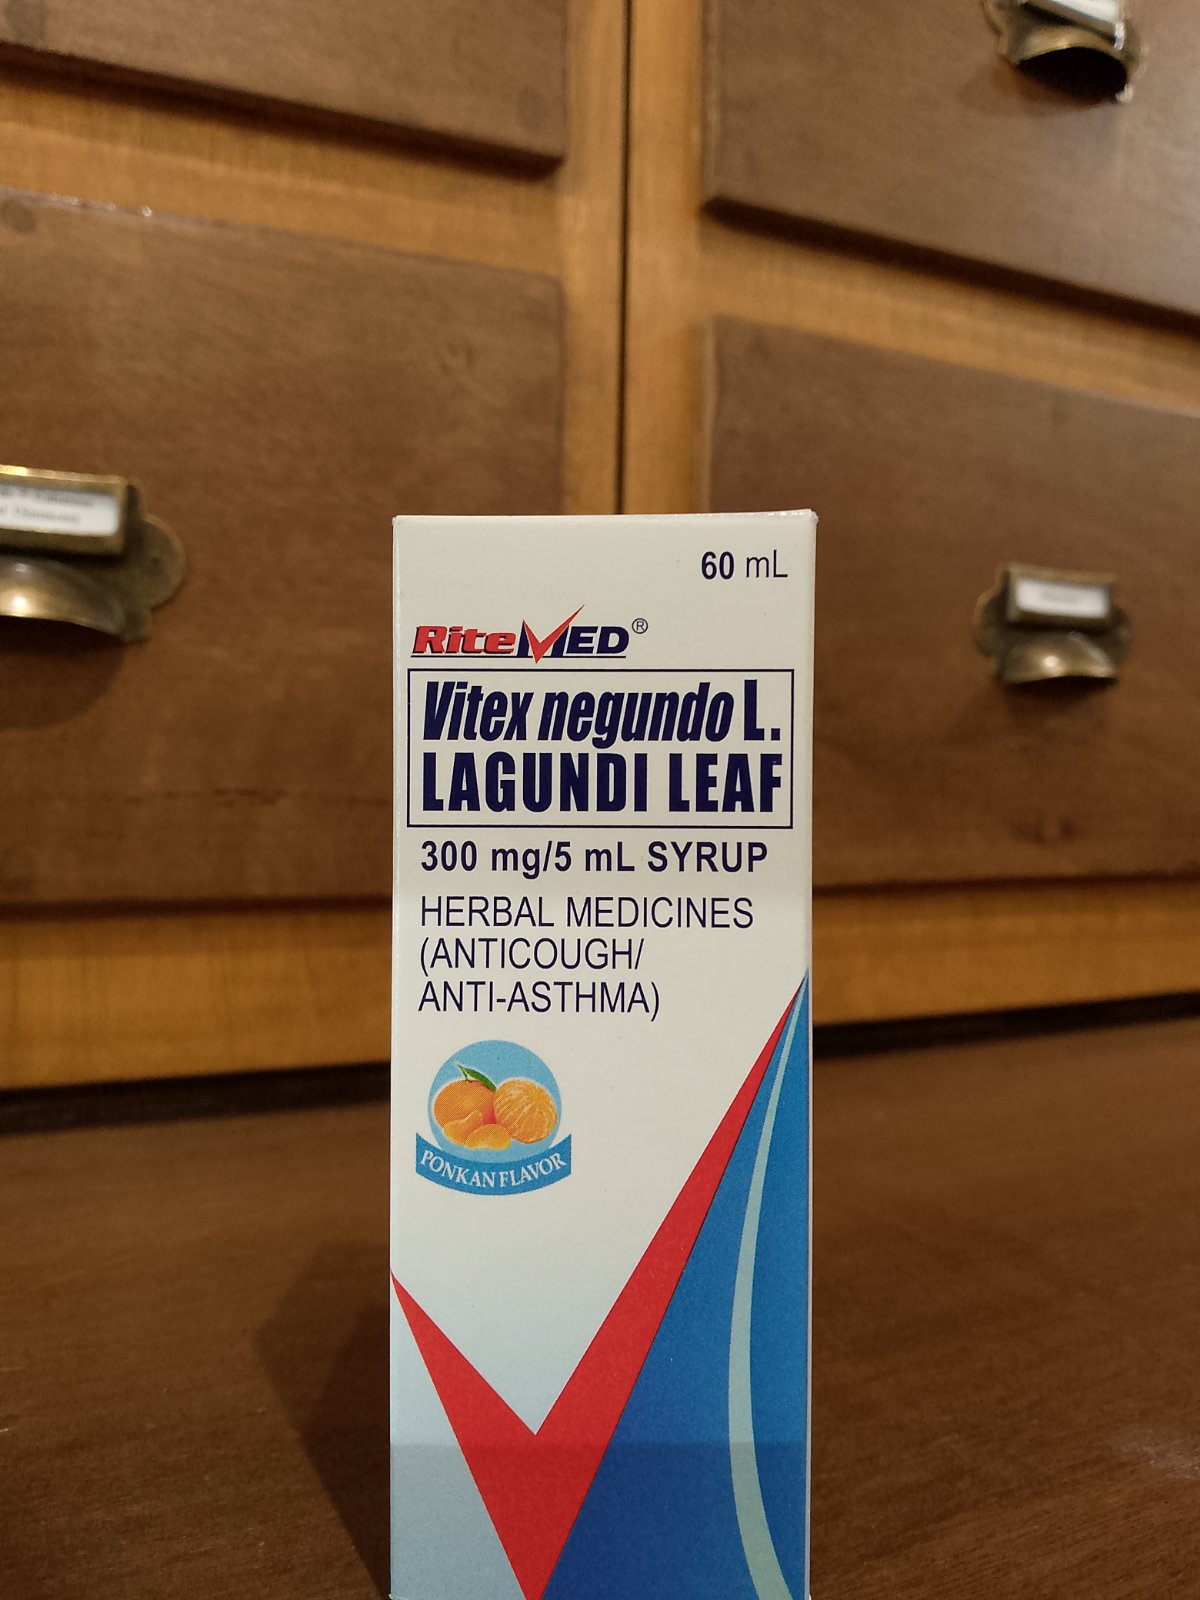 60 mL
RiteMED®
Vitex negundo L.
LAGUNDI LEAF
300 mg/5 mL SYRUP
HERBAL MEDICINES
(ANTICOUGH/
ANTI-ASTHMA)
PONKAN FLAVOR